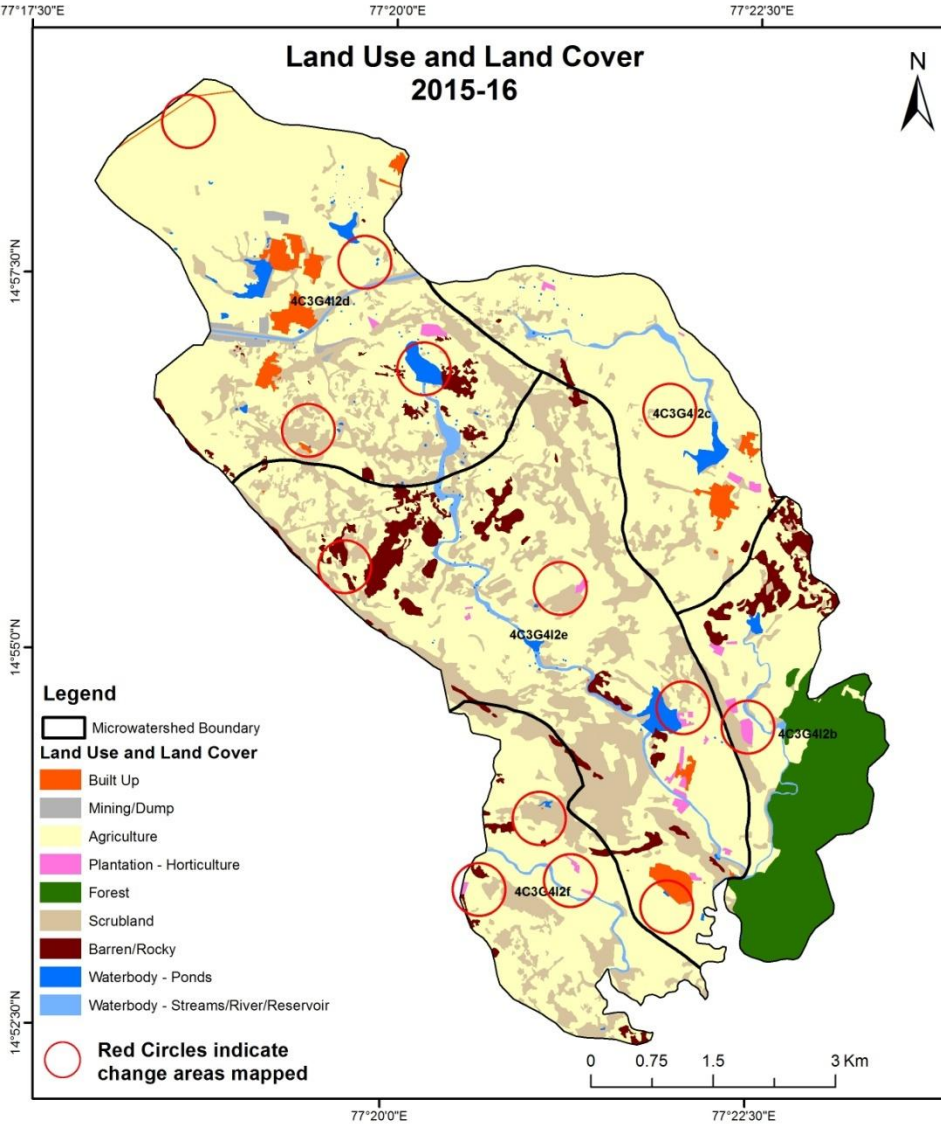 77°17'30"E
77°20'0"E
77°22'30"E
Land Use and Land Cover
2015-16
N
14°57'30"N
4C3G4I2d
4C3G4I2c
14°55'0"N
4C3G4I2e
4C3G4I2b
4C3G4I2f
Legend
Microwatershed Boundary
Land Use and Land Cover
Built Up
Mining/Dump
Agriculture
Plantation - Horticulture
Forest
Scrubland
Barren/Rocky
Waterbody - Ponds
Waterbody - Streams/River/Reservoir
14°52'30"N
Red Circles indicate
change areas mapped
0 0.75 1.5 3 Km
77°20'0"E
77°22'30"E